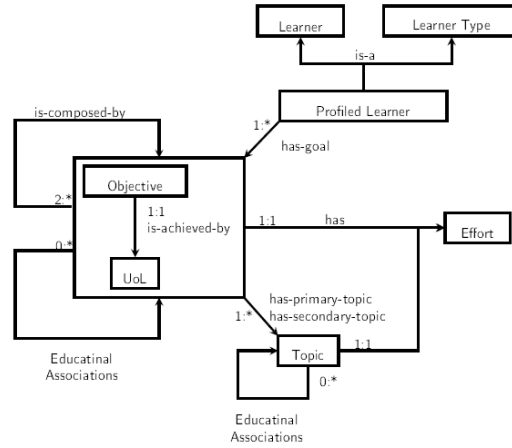 Learner
Learner Type
is-a
Profiled Learner
is-composed-by
1:*
has-goal
Objective
2:*
1:1
is-achieved-by
1:1
has
Effort
0:*
UoL
has-primary-topic
has-secondary-topic
1:*
Topic
1:1
Educatinal
Associations
0:*
Educatinal
Associations